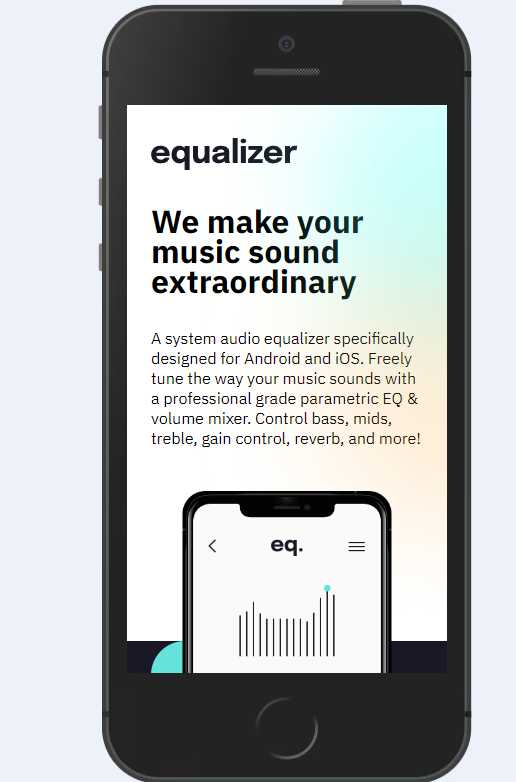 equalizer
We make your
music sound
extraordinary
A system audio equalizer specifically
designed for Android and iOS. Freely
tune the way your music sounds with
a professional grade parametric EQ &
volume mixer. Control bass, mids,
treble, gain control, reverb, and more!
eq.